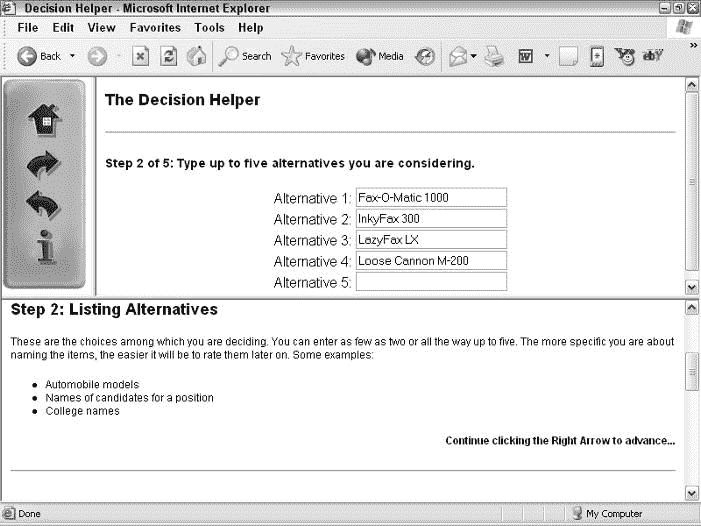 Decision Helper - Microsoft Internet Explorer
File Edit View Favorites Tools Help
Back Search Favorites Media W ebY »
The Decision Helper
Step 2 of 5: Type up to five alternatives you are considering.
Alternative 1: Fax-O-Matic 1000
Alternative 2: InkyFax 300
Alternative 3: LazyFax LX
Alternative 4: Loose Cannon M-200
Alternative 5:
Step 2: Listing Alternatives
These are the choices among which you are deciding. You can enter as few as two or all the way up to five. The more specific you are about
naming the items, the easier it will be to rate them later on. Some examples:
● Automobile models
● Names of candidates for a position
● College names
Continue clicking the Right Arrow to advance...
Done My Computer